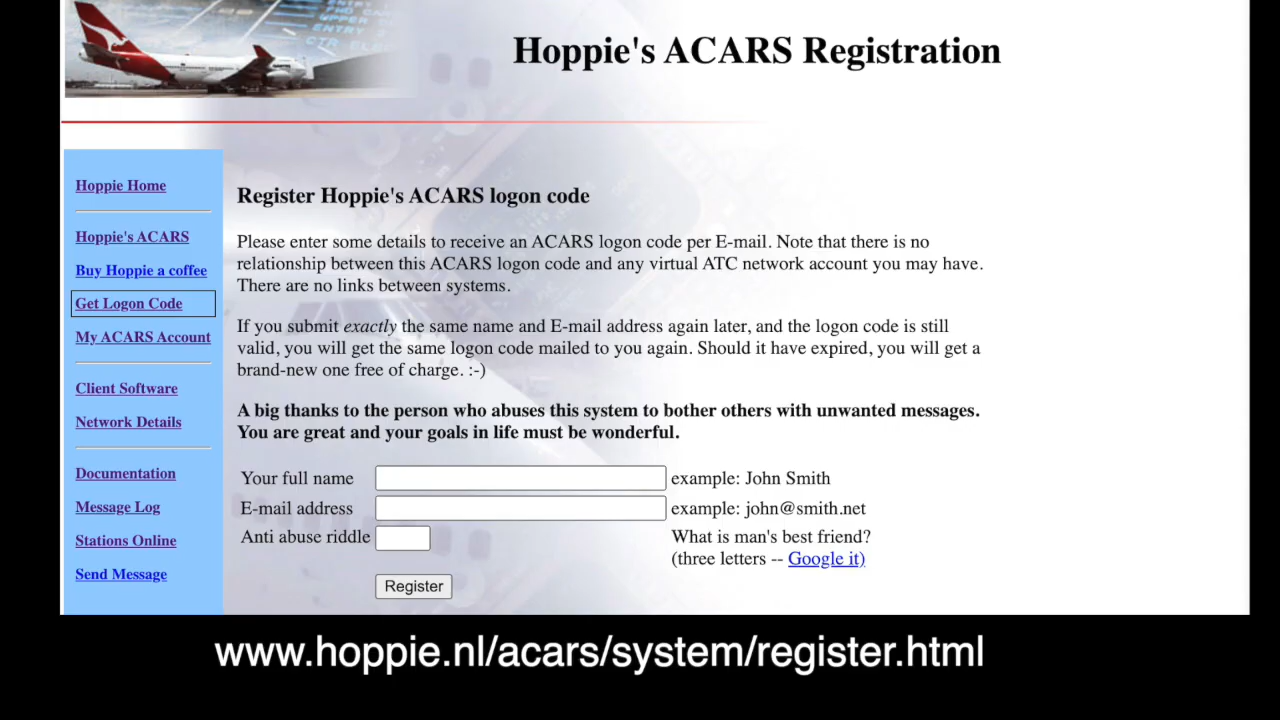 Hoppie's ACARS Registration
Hoppie Home
Hoppie's ACARS
Buy Hoppie a coffee
Get Logon Code
My ACARS Account
Client Software
Network Details
Documentation
Message Log
Stations Online
Send Message
Register Hoppie's ACARS logon code
Please enter some details to receive an ACARS logon code per E-mail. Note that there is no
relationship between this ACARS logon code and any virtual ATC network account you may have.
There are no links between systems.
If you submit exactly the same name and E-mail address again later, and the logon code is still
valid, you will get the same logon code mailed to you again. Should it have expired, you will get a
brand-new one free of charge. :-)
A big thanks to the person who abuses this system to bother others with unwanted messages.
You are great and your goals in life must be wonderful.
Your full name example: John Smith
E-mail address example: john@smith.net
Anti abuse riddle What is man's best friend?
(three letters -- Google it)
Register
www.hoppie.nl/acars/system/register.html